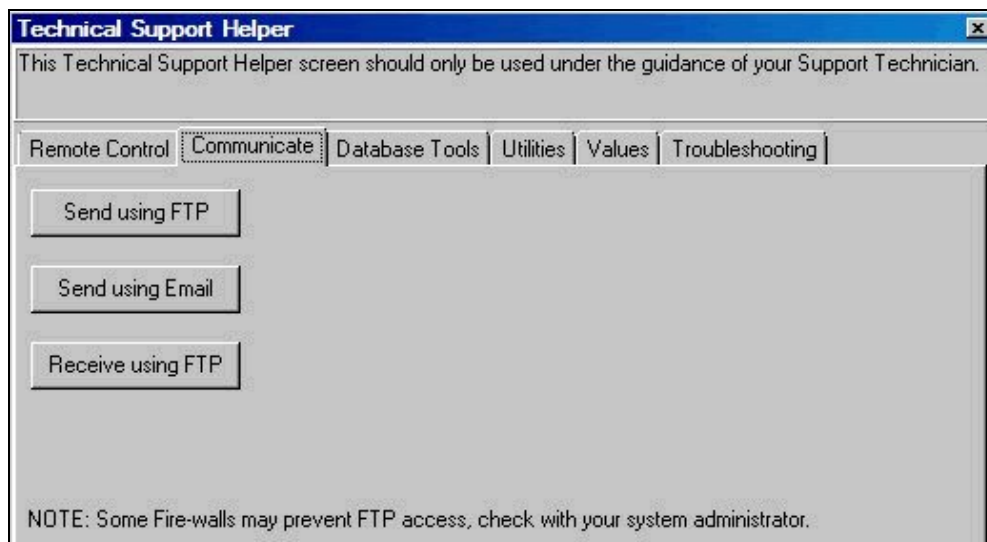 Technical Support Helper
This Technical Support Helper screen should only be used under the guidance of your Support Technician.
Remote Control Communicate Database Tools Utilities Values Troubleshooting
Send using FTP
Send using Email
Receive using FTP
NOTE: Some Fire-walls may prevent FTP access, check with your system administrator.